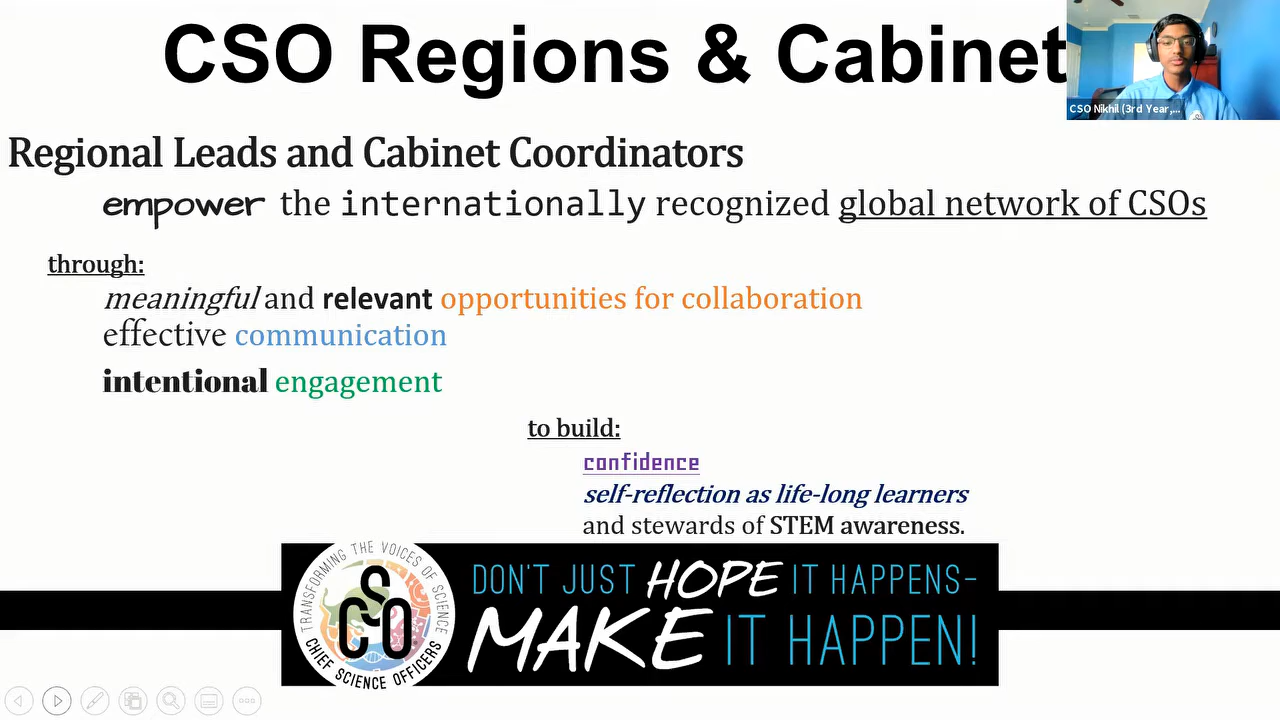 CSO Regions & Cabinet
CSO Nikhil (3rd Year,...
Regional Leads and Cabinet Coordinators
empower the internationally recognized global network of CSOs
through:
meaningful and relevant opportunities for collaboration
effective communication
intentional engagement
to build:
confidence
self-reflection as life-long learners
and stewards of STEM awareness.
TRANSFORMING THE VOICES OF SCIENCE
CSO
CHIEF SCIENCE OFFICERS
DON'T JUST HOPE IT HAPPENS-
MAKE IT HAPPEN!